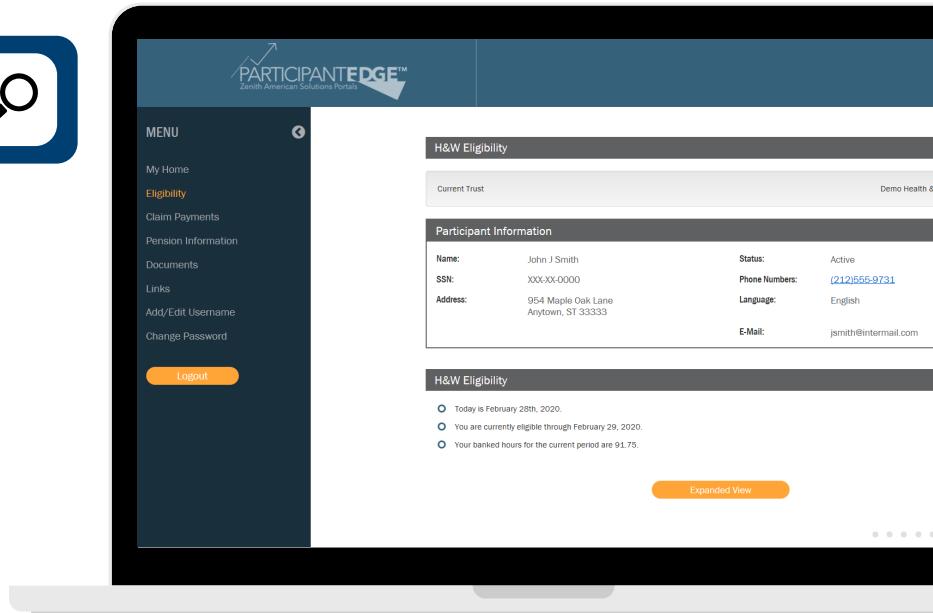 PARTICIPANTEDGE™
Zenith American Solutions Portals
MENU
My Home
Eligibility
Claim Payments
Pension Information
Documents
Links
Add/Edit Username
Change Password
Logout
H&W Eligibility
Current Trust Demo Health &
Participant Information
Name: John J Smith Status: Active
SSN: XXX-XX-0000 Phone Numbers: (212)555-9731
Address: 954 Maple Oak Lane Language: English
Anytown, ST 33333
E-Mail: jsmith@intermail.com
H&W Eligibility
Today is February 28th, 2020.
You are currently eligible through February 29, 2020.
Your banked hours for the current period are 91.75.
Expanded View